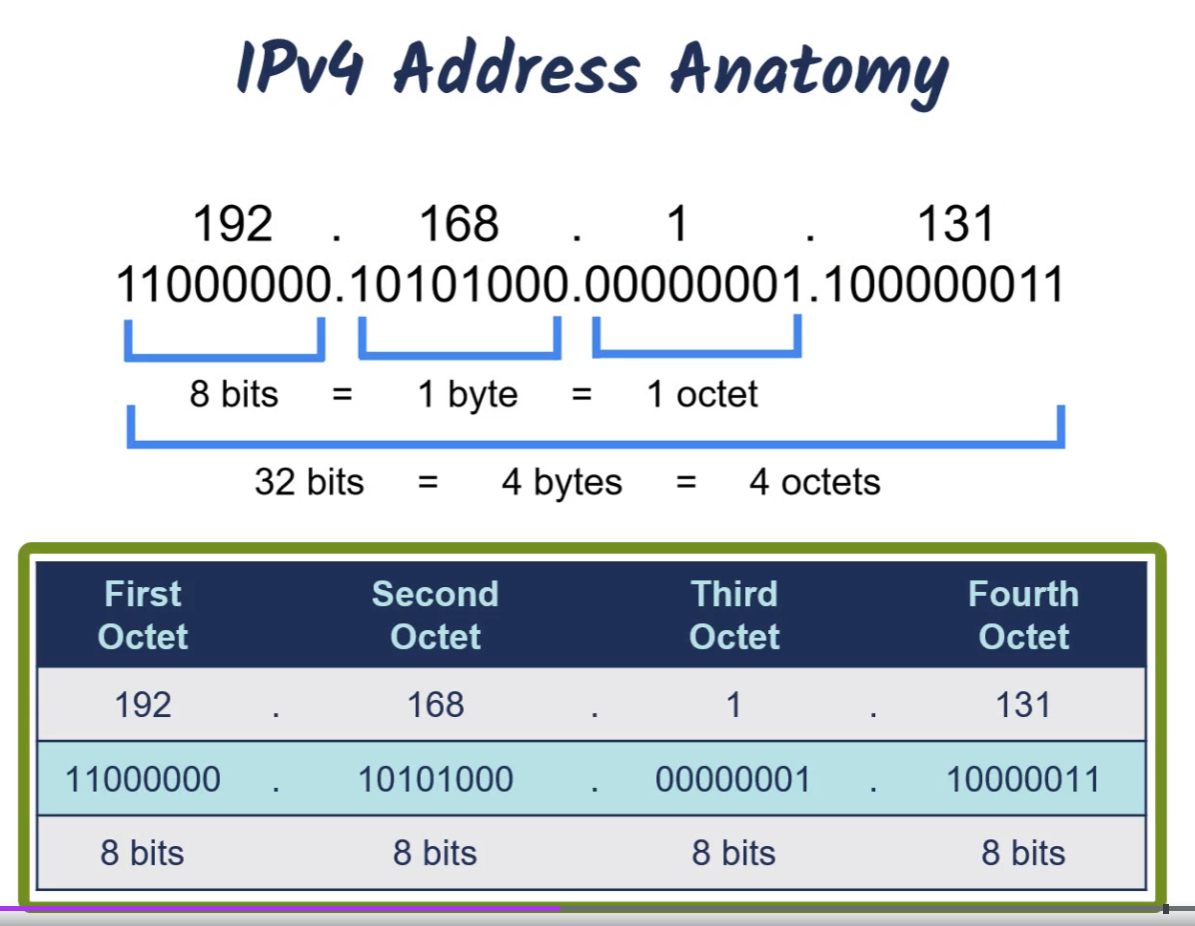 IPv4 Address Anatomy
192 . 168 . 1 . 131
11000000.10101000.00000001.100000011
8 bits = 1 byte = 1 octet
32 bits = 4 bytes = 4 octets
First Second Third Fourth
Octet Octet Octet Octet
192 . 168 . 1 . 131
11000000 . 10101000 . 00000001 . 10000011
8 bits 8 bits 8 bits 8 bits